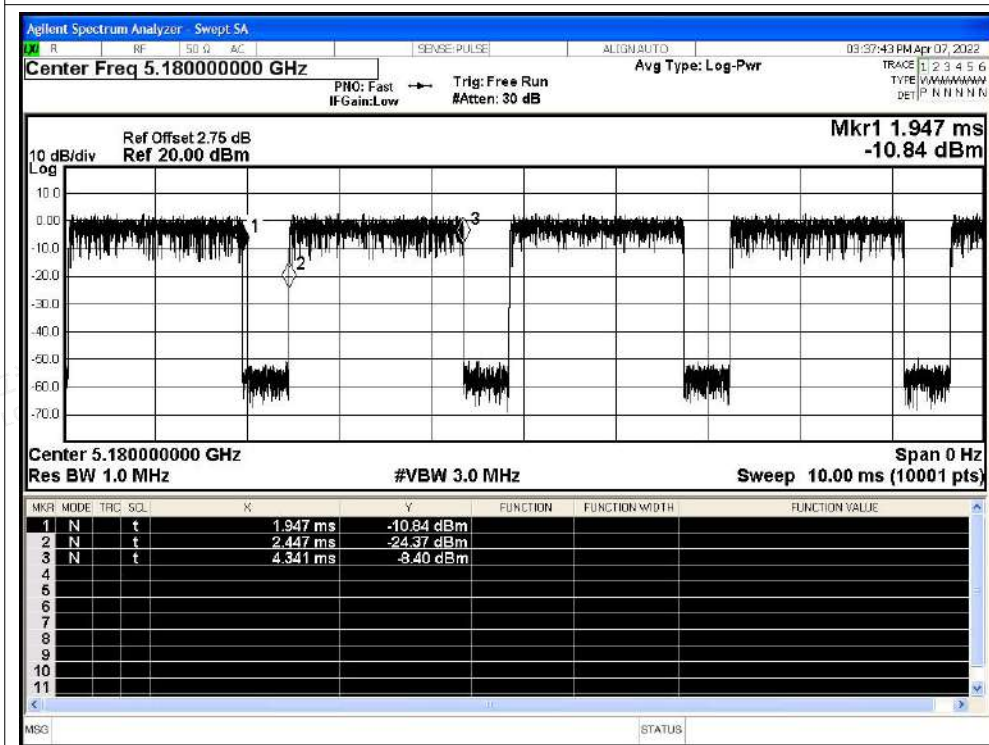 Agilent Spectrum Analyzer - Swept SA
LXI R RF 50 Ω AC SENSE:PULSE ALIGN AUTO 03:37:43 PM Apr 07, 2022
Center Freq 5.180000000 GHz Avg Type: Log-Pwr TRACE 1 2 3 4 5 6
PNO: Fast Trig: Free Run TYPE WWWWWWW
IFGain:Low #Atten: 30 dB DET P N N N N N
Ref Offset 2.75 dB Mkr1 1.947 ms
10 dB/div Ref 20.00 dBm -10.84 dBm
Log
10.0
0.00
1
3
-10.0
2
-20.0
-30.0
-40.0
-50.0
-60.0
-70.0
Center 5.180000000 GHz Span 0 Hz
Res BW 1.0 MHz #VBW 3.0 MHz Sweep 10.00 ms (10001 pts)
MKR MODE TRC SCL X Y FUNCTION FUNCTION WIDTH FUNCTION VALUE
1 N t 1.947 ms -10.84 dBm
2 N t 2.447 ms -24.37 dBm
3 N t 4.341 ms -8.40 dBm
4
5
6
7
8
9
10
11
MSG STATUS